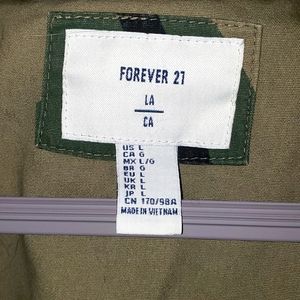 FOREVER 21
LA
CA
US L
CA G
MX L/G
BR G
EU L
UK L
KR L
JP L
CN 170/98A
MADE IN VIETNAM